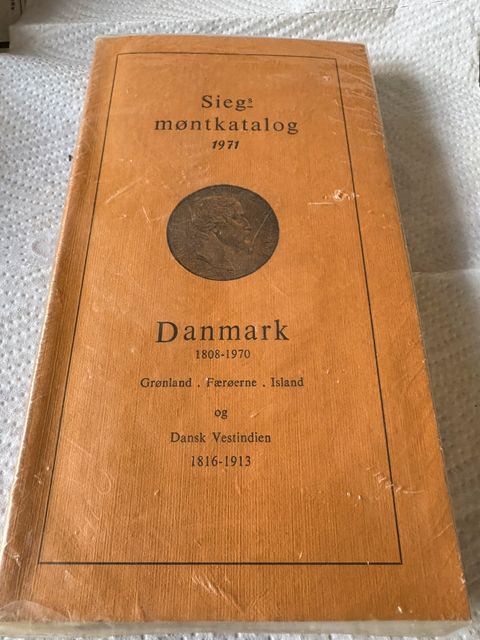 Siegs
møntkatalog
1971
Danmark
1808-1970
Grønland . Færøerne . Island
og
Dansk Vestindien
1816-1913